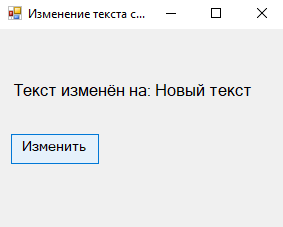 Изменение текста с...
Текст изменён на: Новый текст
Изменить